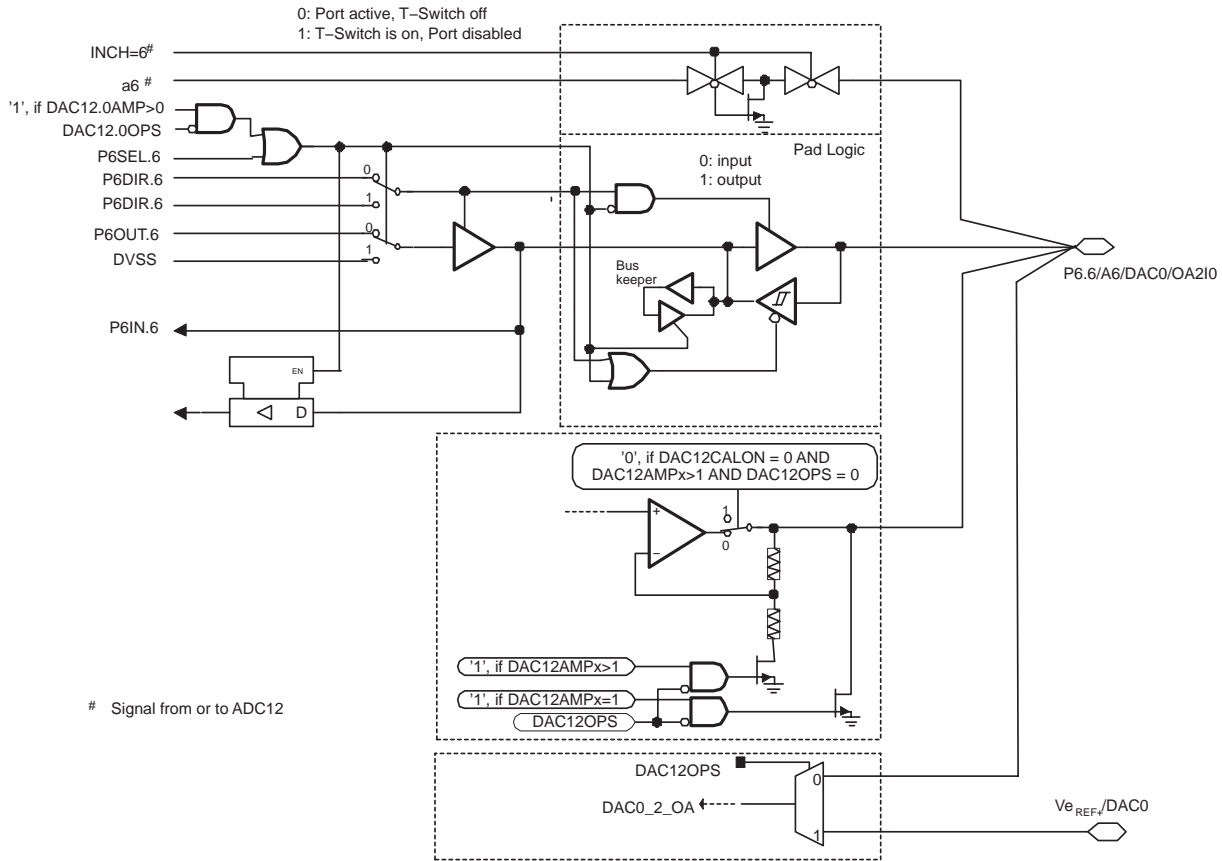 0: Port active, T−Switch off
1: T−Switch is on, Port disabled
INCH=6#
a6 #
'1', if DAC12.0AMP>0
DAC12.0OPS
P6SEL.6
P6DIR.6
P6DIR.6
P6OUT.6
DVSS
P6IN.6
0
1
0
1
EN
D
Pad Logic
0: input
1: output
Bus
keeper
P6.6/A6/DAC0/OA2I0
'0', if DAC12CALON = 0 AND
DAC12AMPx>1 AND DAC12OPS = 0
+
−
1
0
'1', if DAC12AMPx>1
'1', if DAC12AMPx=1
DAC12OPS
# Signal from or to ADC12
DAC12OPS
0
DAC0_2_OA
1
VeREF+/DAC0